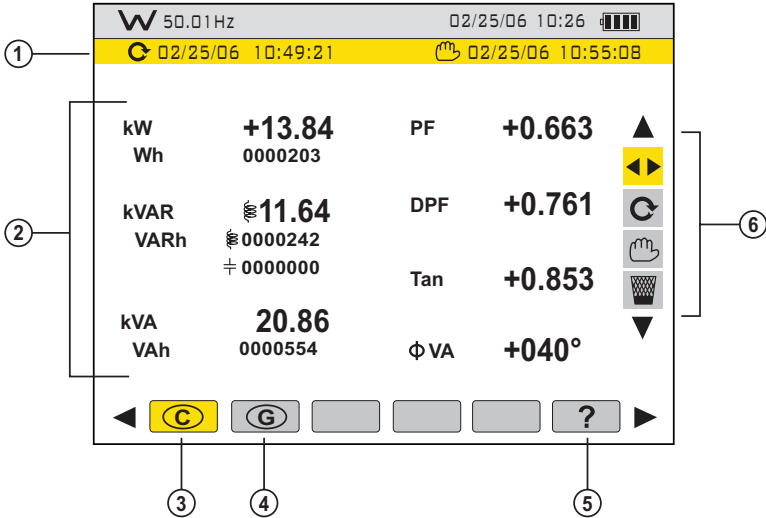 W 50.01Hz 02/25/06 10:26
02/25/06 10:49:21 02/25/06 10:55:08
1
kW +13.84 PF +0.663
Wh 0000203
kVAR 11.64 DPF +0.761
VARh 0000242
0000000 Tan +0.853
kVA 20.86
VAh 0000554 ΦVA +040°
2
6
C G ?
3 4 5